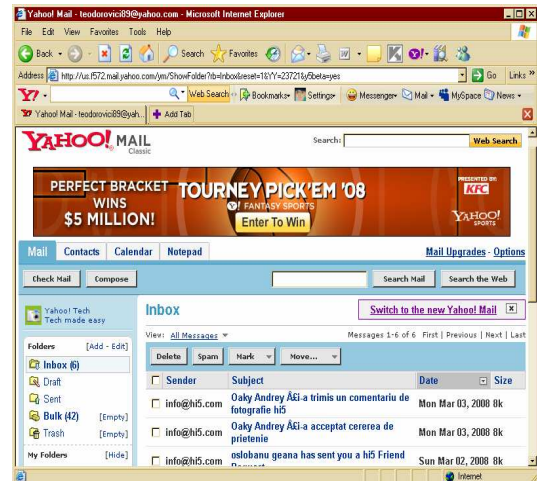 Yahoo! Mail - teodorovici89@yahoo.com - Microsoft Internet Explorer
File Edit View Favorites Tools Help
Back Search Favorites
Address http://us.f572.mail.yahoo.com/ym/ShowFolder?rb=Inbox&reset=1&YY=23721&y5beta=yes Go Links »
Y! Web Search Bookmarks Settings Messenger Mail MySpace News
Yahoo! Mail - teodorovici89@yah... Add Tab
YAHOO! MAIL Search: Web Search
Classic
PERFECT BRACKET WINS $5 MILLION!
TOURNEY PICK'EM '08
Y! FANTASY SPORTS
Enter To Win
PRESENTED BY:
KFC
YAHOO!
SPORTS
Mail Contacts Calendar Notepad Mail Upgrades - Options
Check Mail Compose Search Mail Search the Web
Yahoo! Tech
Tech made easy
Folders [Add - Edit]
Inbox (6)
Draft
Sent
Bulk (42) [Empty]
Trash [Empty]
My Folders [Hide]
Inbox Switch to the new Yahoo! Mail X
View: All Messages Messages 1-6 of 6 First | Previous | Next | Last
Delete Spam Mark Move...
Sender Subject Date Size
info@hi5.com Oaky Andrey Å£i-a trimis un comentariu de fotografie hi5 Mon Mar 03, 2008 8k
info@hi5.com Oaky Andrey Å£i-a acceptat cererea de prietenie Mon Mar 03, 2008 8k
info@hi5.com oslobanu geana has sent you a hi5 Friend Request Sun Mar 02, 2008 8k
Internet